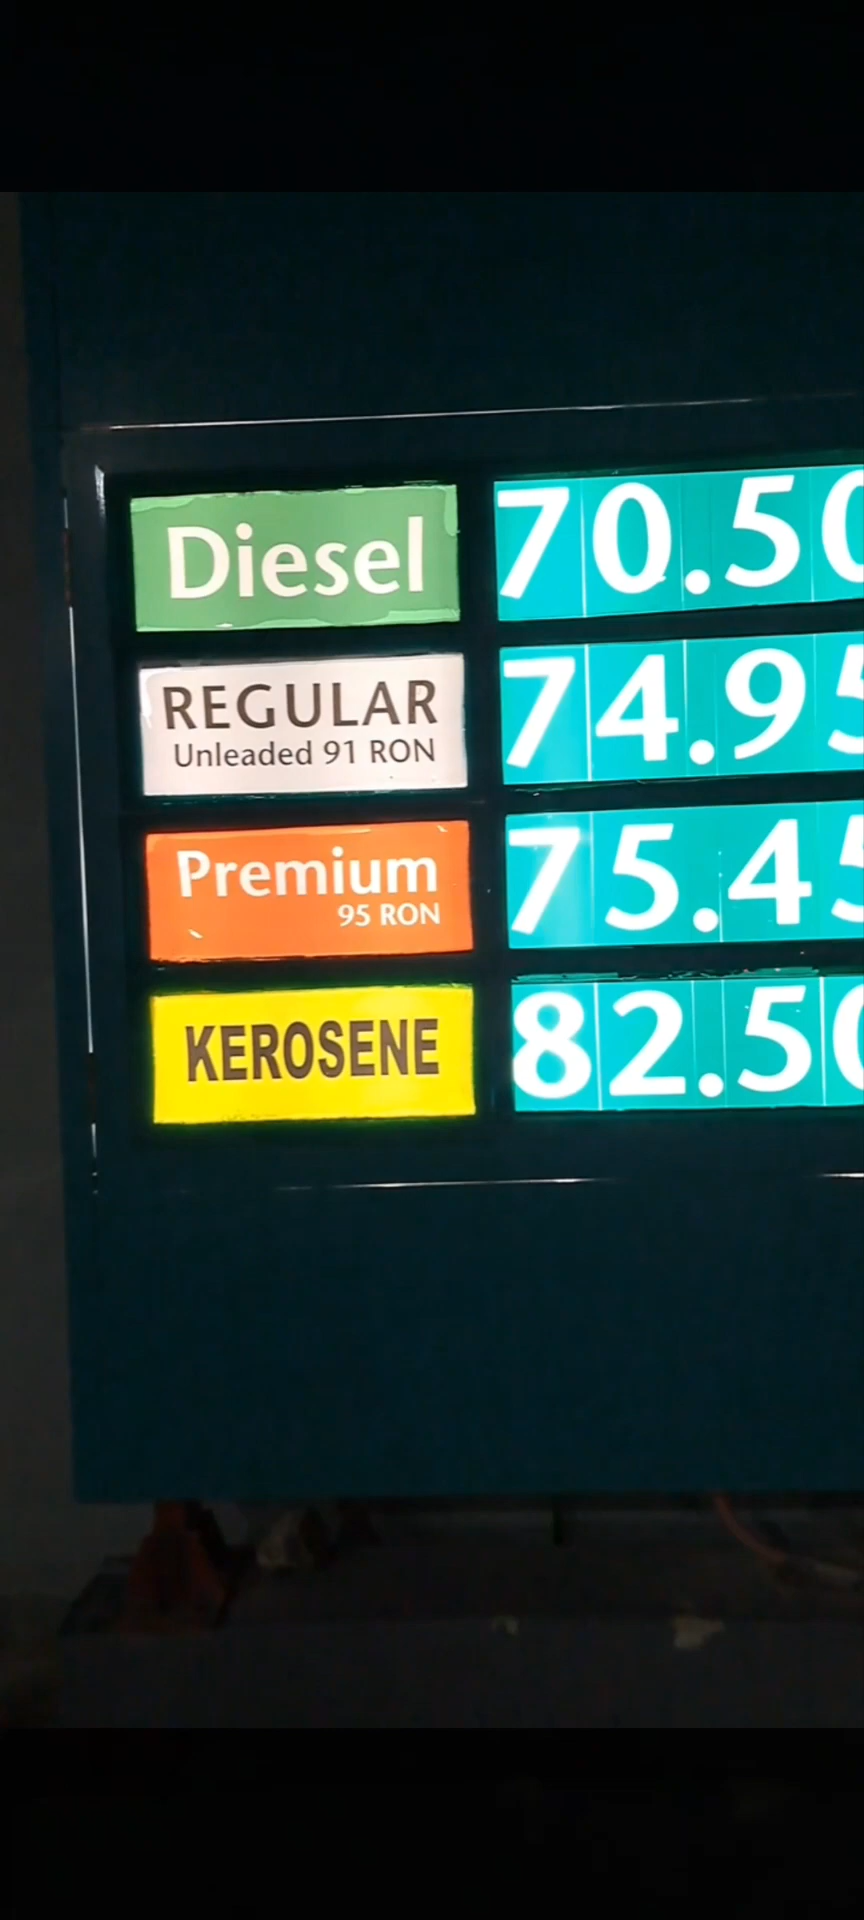 Diesel 70.50
REGULAR 74.95
Unleaded 91 RON
Premium 75.45
95 RON
KEROSENE 82.50